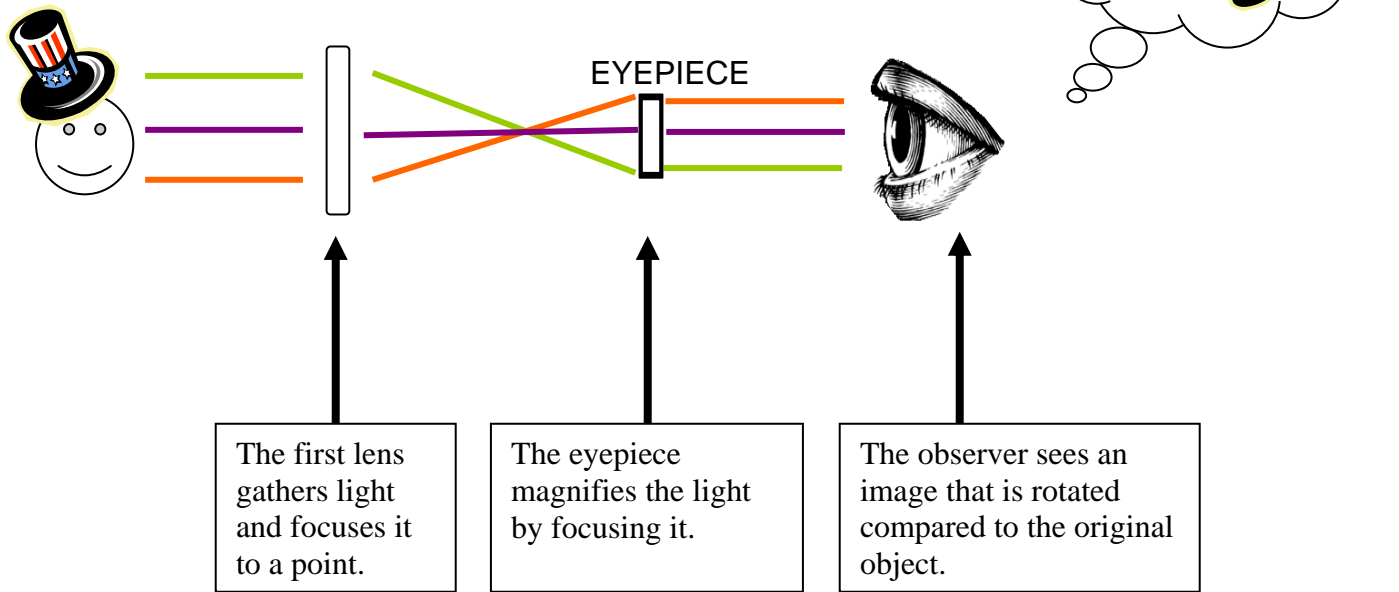 EYEPIECE
The first lens
gathers light
and focuses it
to a point.
The eyepiece
magnifies the light
by focusing it.
The observer sees an
image that is rotated
compared to the original
object.